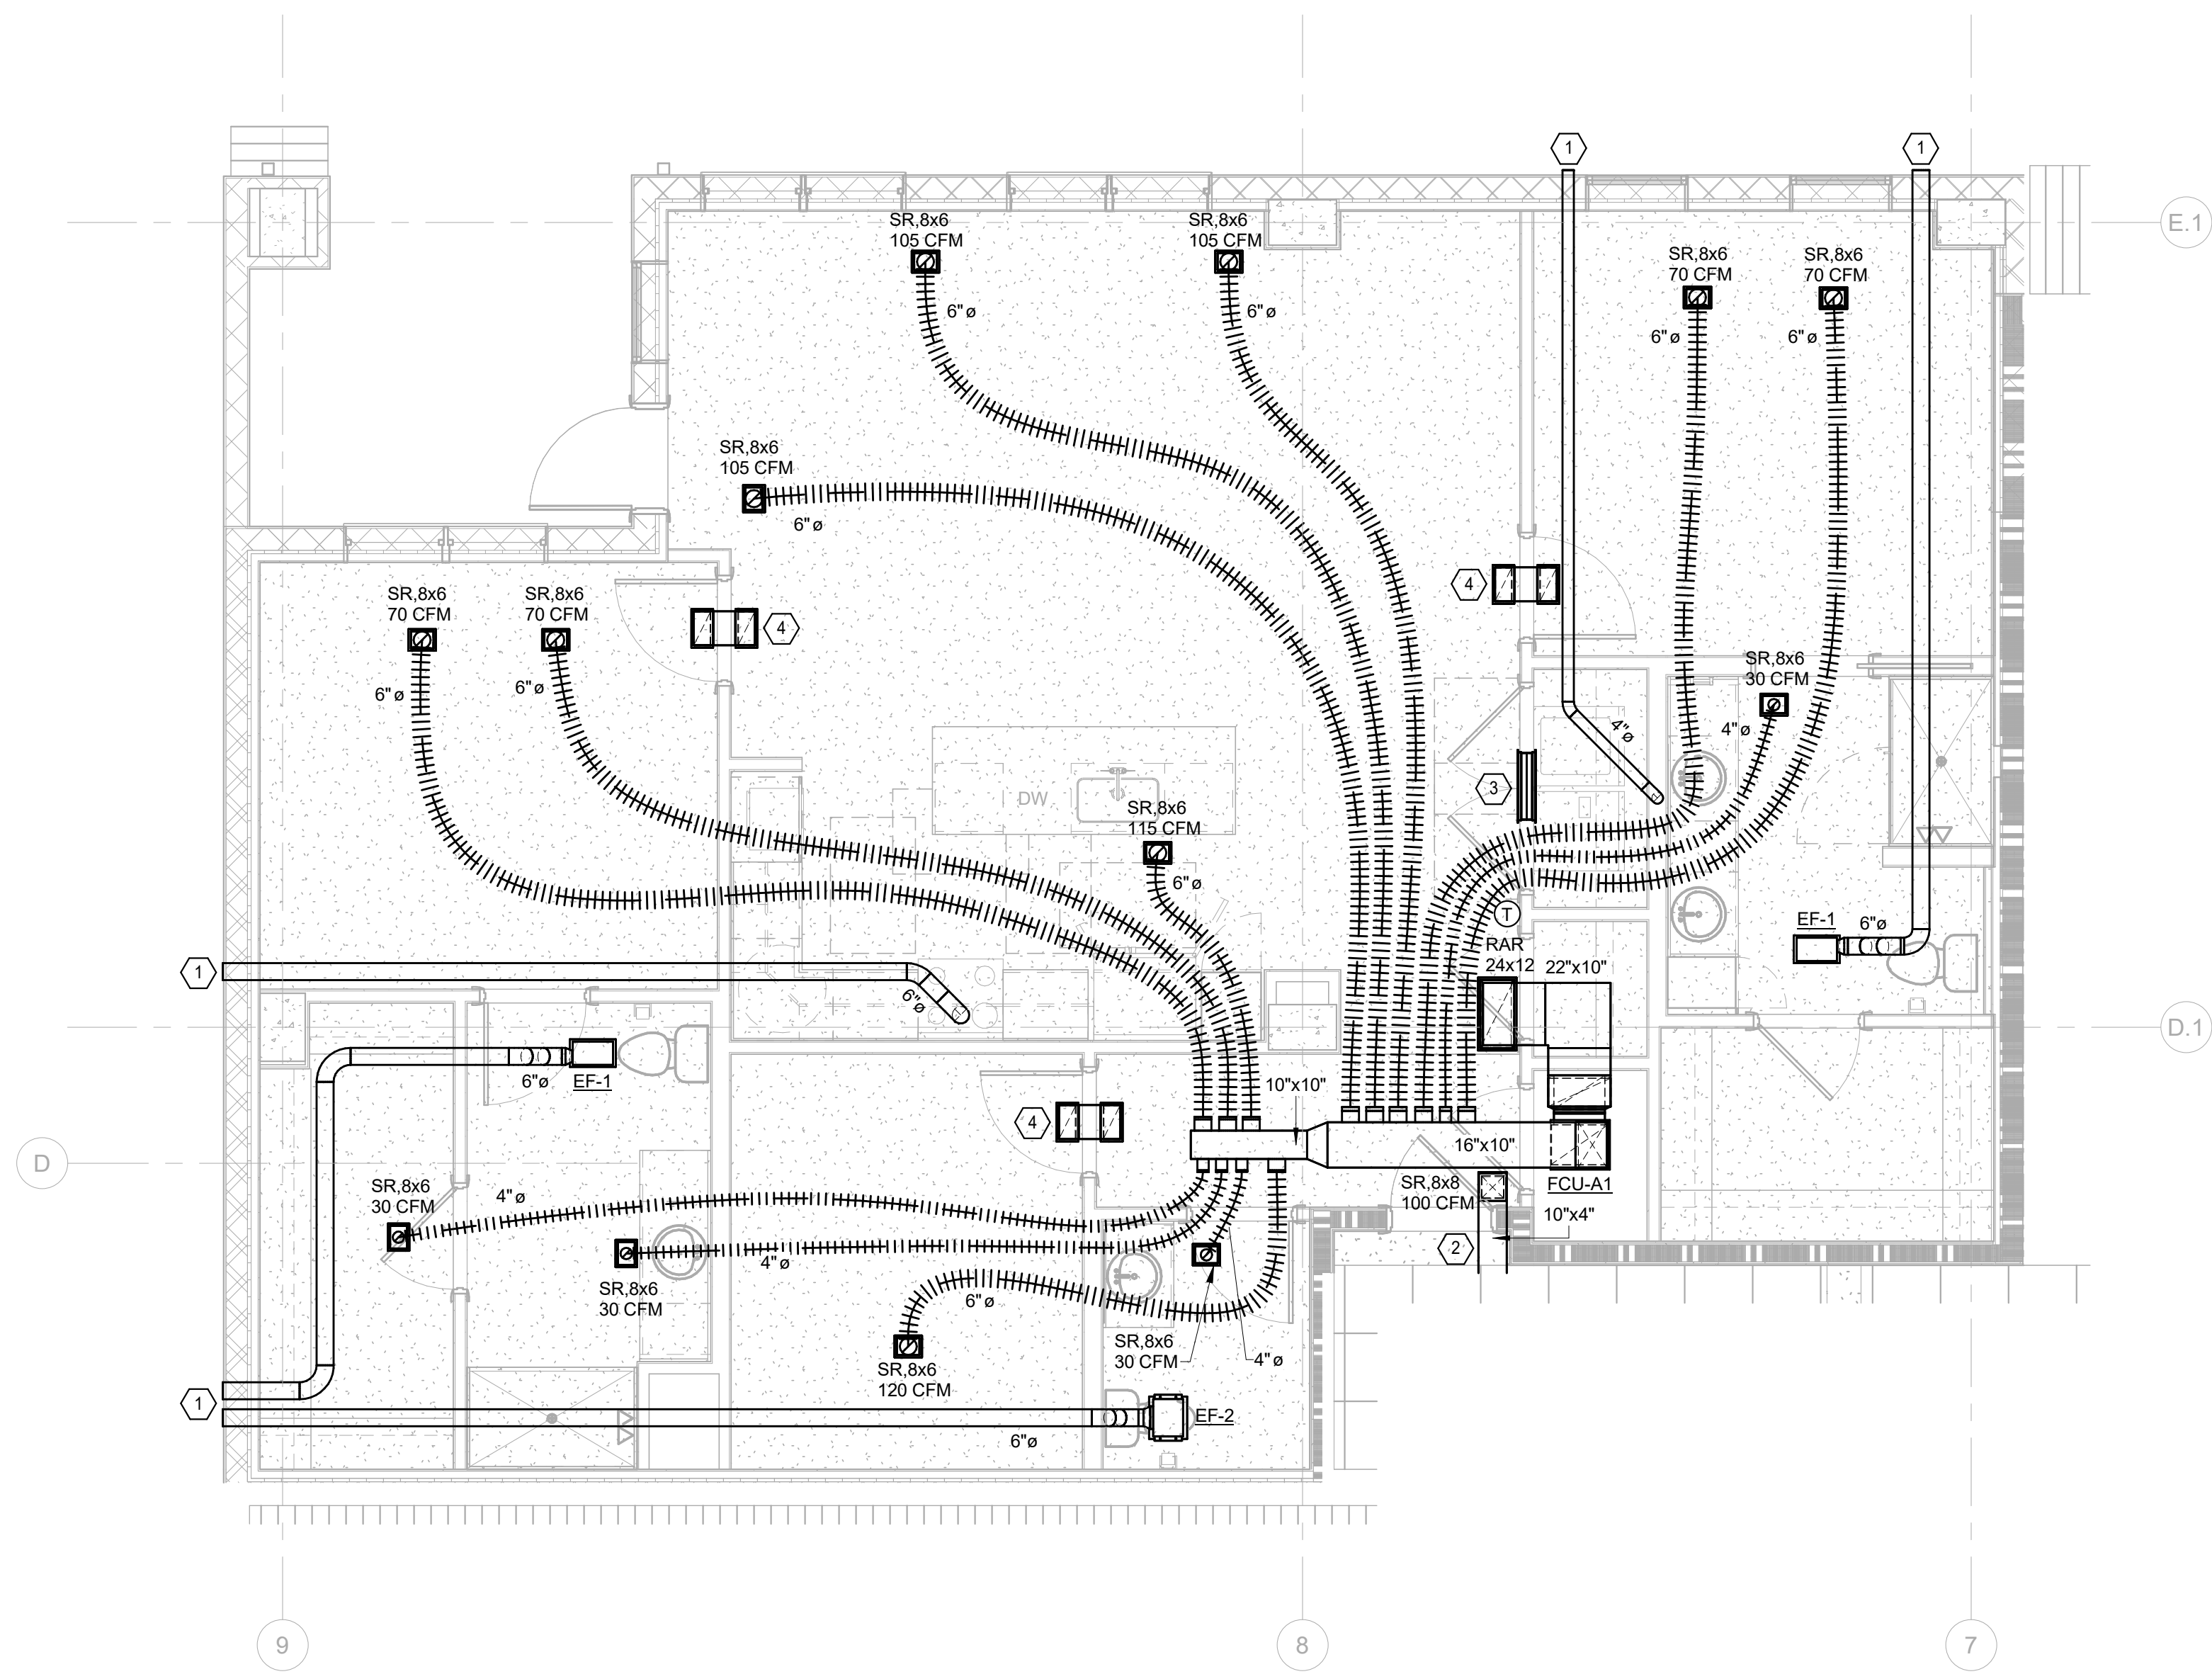 1
1
SR,8x6
105 CFM
SR,8x6
105 CFM
E.1
SR,8x6
70 CFM
SR,8x6
70 CFM
6"ø
6"ø
6"ø
6"ø
SR,8x6
105 CFM
6"ø
4
SR,8x6
70 CFM
SR,8x6
70 CFM
4
6"ø
6"ø
SR,8x6
30 CFM
4"ø
4"ø
3
DW
SR,8x6
115 CFM
6"ø
T
EF-1
6"ø
RAR
24x12
22"x10"
1
6"ø
D.1
6"ø
EF-1
10"x10"
4
16"x10"
D
SR,8x6
30 CFM
4"ø
SR,8x8
100 CFM
FCU-A1
10"x4"
2
4"ø
SR,8x6
30 CFM
6"ø
SR,8x6
30 CFM
4"ø
SR,8x6
120 CFM
1
EF-2
6"ø
9
8
7